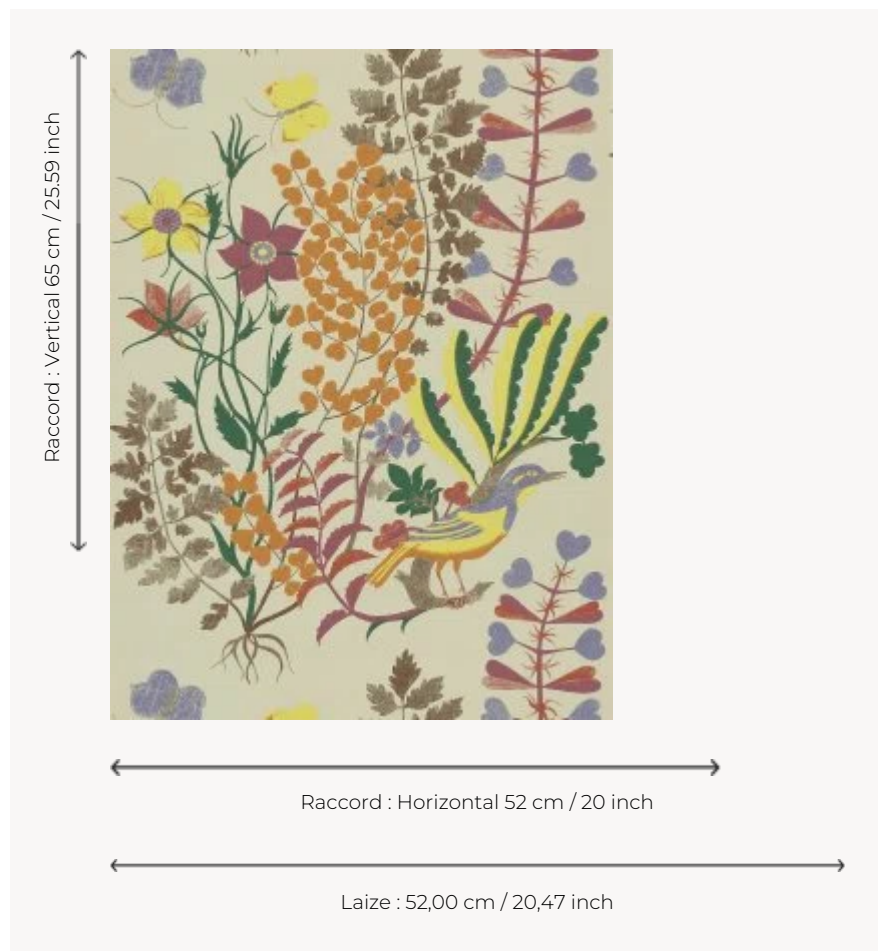 Raccord : Vertical 65 cm / 25.59 inch
Raccord : Horizontal 52 cm / 20 inch
Laize : 52,00 cm / 20,47 inch